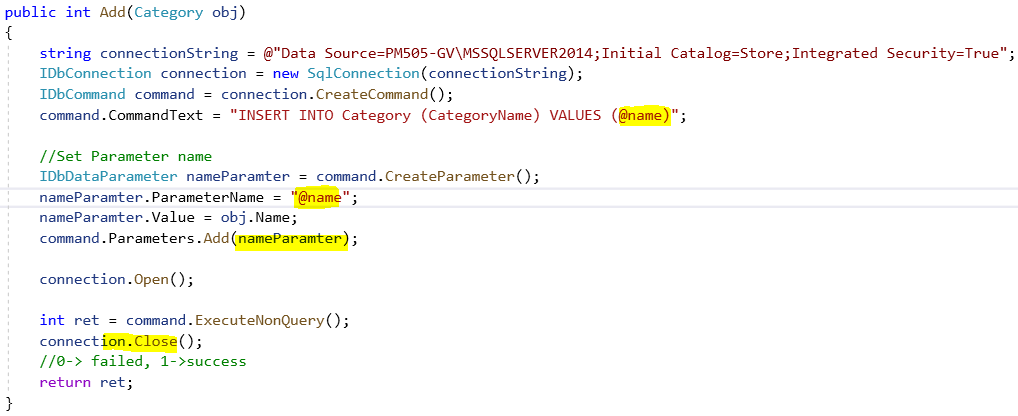 public int Add(Category obj)
{
string connectionString = @"Data Source=PM505-GV\MSSQLSERVER2014;Initial Catalog=Store;Integrated Security=True";
IDbConnection connection = new SqlConnection(connectionString);
IDbCommand command = connection.CreateCommand();
command.CommandText = "INSERT INTO Category (CategoryName) VALUES (@name)";
//Set Parameter name
IDbDataParameter nameParamter = command.CreateParameter();
nameParamter.ParameterName = "@name";
nameParamter.Value = obj.Name;
command.Parameters.Add(nameParamter);
connection.Open();
int ret = command.ExecuteNonQuery();
connection.Close();
//0-> failed, 1->success
return ret;
}